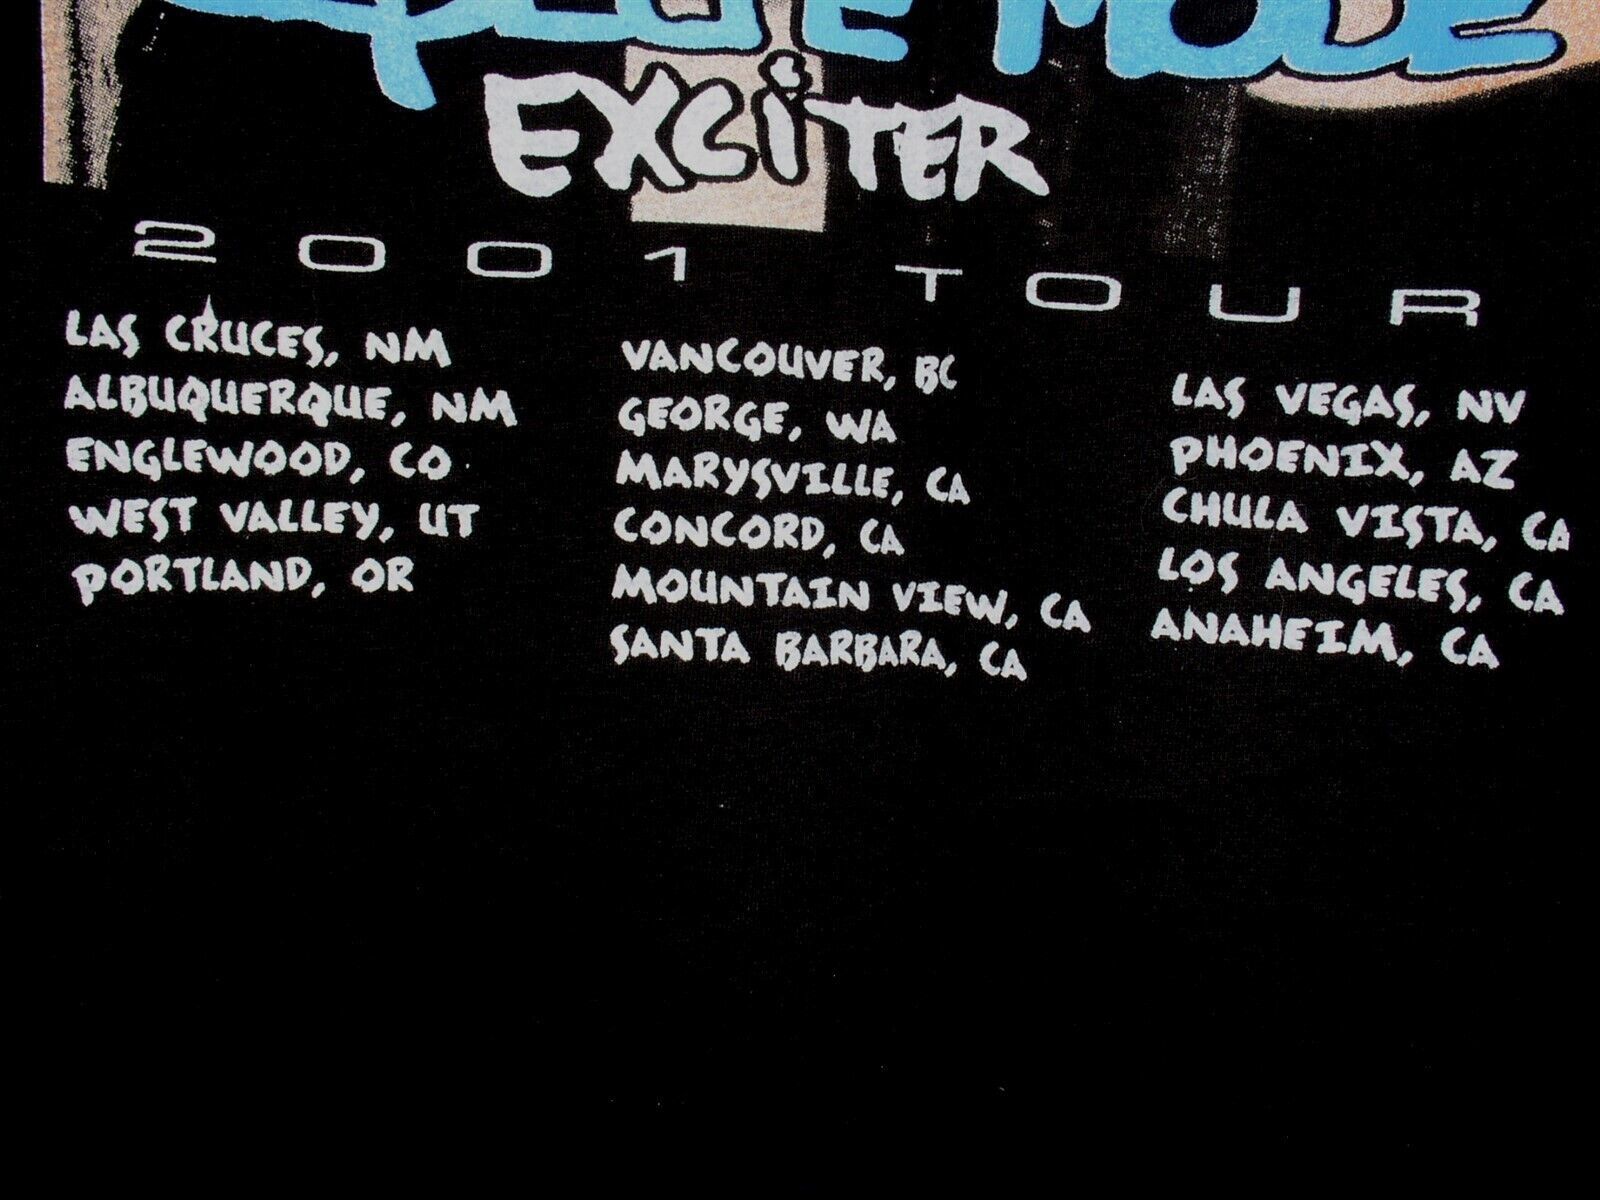 MODE
EXCITER
2001 TOUR
LAS CRUCES, NM
ALBUQUERQUE, NM
ENGLEWOOD, CO
WEST VALLEY, UT
PORTLAND, OR
VANCOUVER, BC
GEORGE, WA
MARYSVILLE, CA
CONCORD, CA
MOUNTAIN VIEW, CA
SANTA BARBARA, CA
LAS VEGAS, NV
PHOENIX, AZ
CHULA VISTA, CA
LOS ANGELES, CA
ANAHEIM, CA